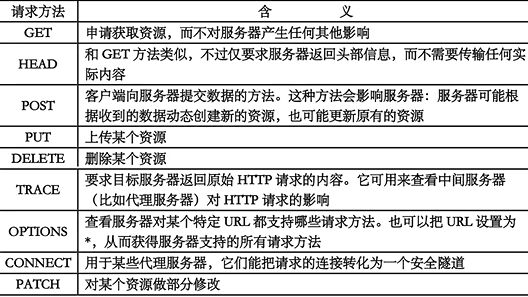 请求方法 含 义
GET 申请获取资源，而不对服务器产生任何其他影响
HEAD 和 GET 方法类似，不过仅要求服务器返回头部信息，而不需要传输任何
实际内容
POST 客户端向服务器提交数据的方法。这种方法会影响服务器：服务器可能根
据收到的数据动态创建新的资源，也可能更新原有的资源
PUT 上传某个资源
DELETE 删除某个资源
TRACE 要求目标服务器返回原始 HTTP 请求的内容。它可用来查看中间服务器
（比如代理服务器）对 HTTP 请求的影响
OPTIONS 查看服务器对某个特定 URL 都支持哪些请求方法。也可以把 URL 设置为
*，从而获得服务器支持的所有请求方法
CONNECT 用于某些代理服务器，它们能把请求的连接转化为一个安全隧道
PATCH 对某个资源做部分修改